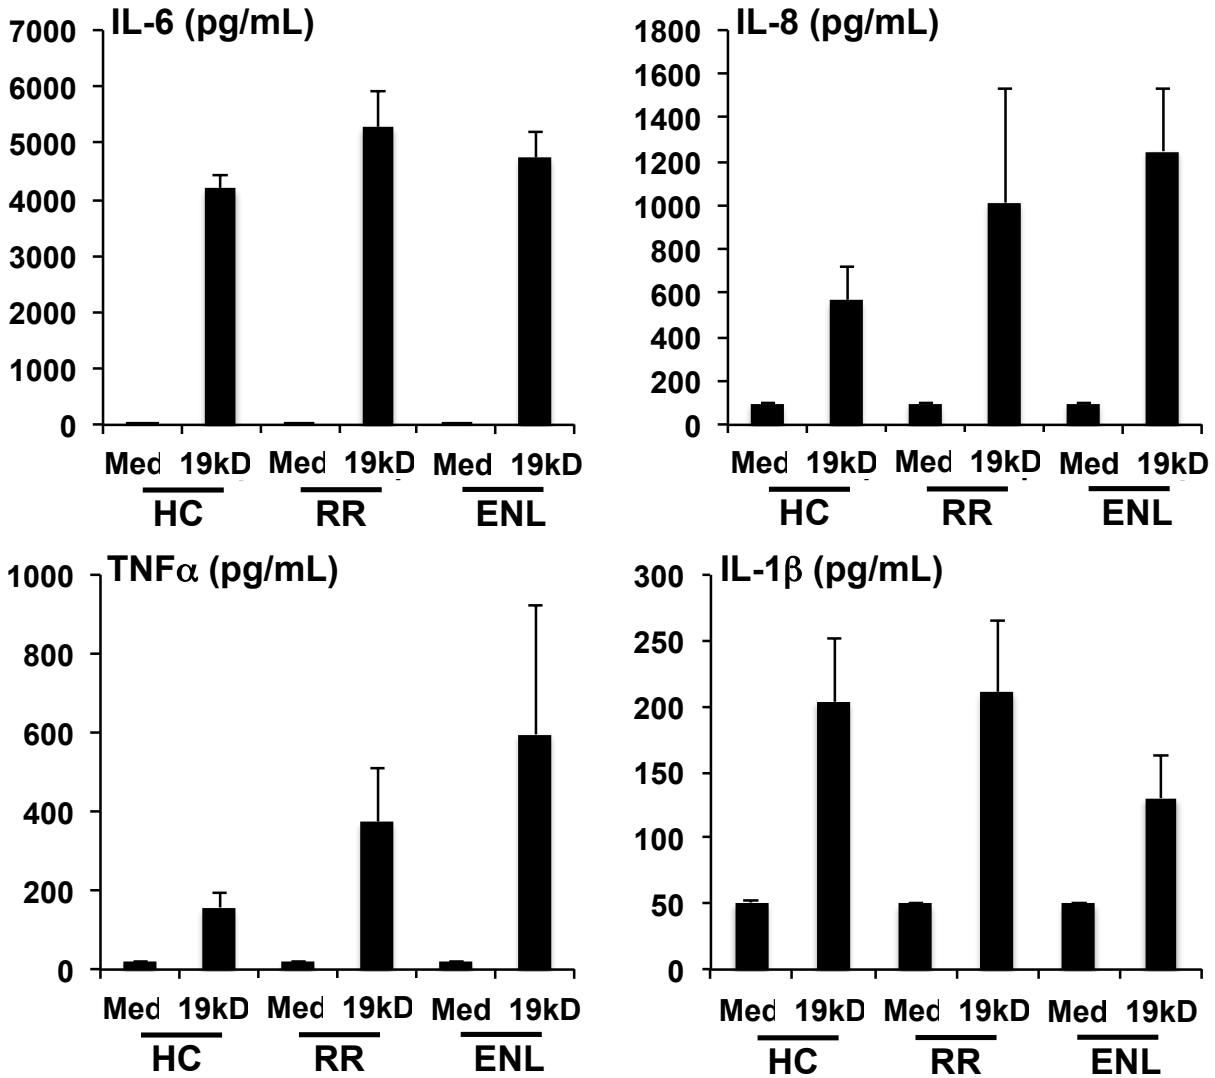 IL-6 (pg/mL)
7000
6000
5000
4000
3000
2000
1000
0
Med 19kD Med 19kD Med 19kD
HC RR ENL
IL-8 (pg/mL)
1800
1600
1400
1200
1000
800
600
400
200
0
Med 19kD Med 19kD Med 19kD
HC RR ENL
TNFα (pg/mL)
1000
800
600
400
200
0
Med 19kD Med 19kD Med 19kD
HC RR ENL
IL-1β (pg/mL)
300
250
200
150
100
50
0
Med 19kD Med 19kD Med 19kD
HC RR ENL